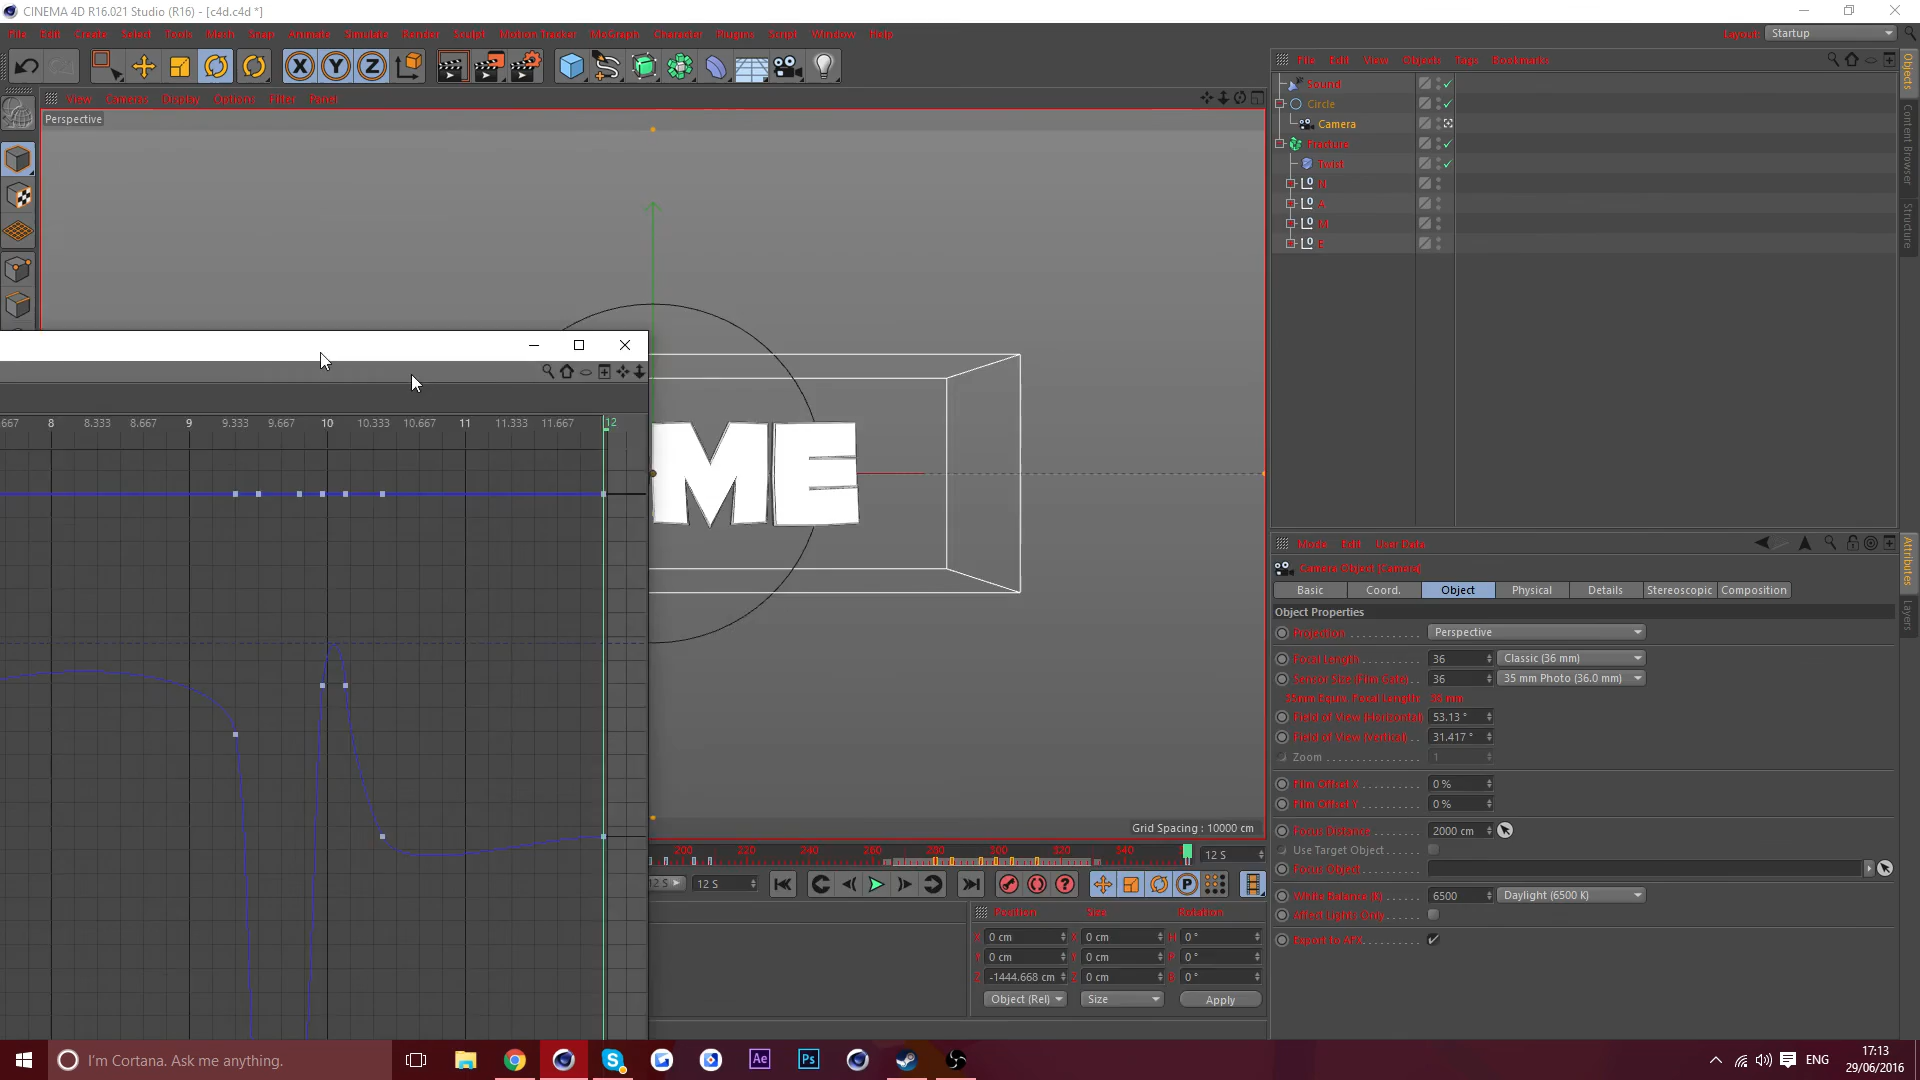 CINEMA 4D R16.021 Studio (R16) - [c4d.c4d *]
File Edit Create Select Tools Mesh Snap Animate Simulate Render Sculpt Motion Tracker MoGraph Character Plugins Script Window Help
Layout: Startup
View Cameras Display Options Filter Panel
Perspective
File Edit View Objects Tags Bookmarks
Sound
Circle
Camera
Fracture
Twist
N
A
M
E
Objects
Content Browser
Structure
667 8 8.333 8.667 9 9.333 9.667 10 10.333 10.667 11 11.333 11.667 12
ME
Grid Spacing : 10000 cm
200 220 240 260 280 300 320 340
12 S
12 S
12 S
Position Size Rotation
X 0 cm X 0 cm H 0 °
Y 0 cm Y 0 cm P 0 °
Z -1444.668 cm Z 0 cm B 0 °
Object (Rel) Size Apply
Mode Edit User Data
Camera Object [Camera]
Basic Coord. Object Physical Details Stereoscopic Composition
Object Properties
Projection Perspective
Focal Length 36 Classic (36 mm)
Sensor Size (Film Gate) 36 35 mm Photo (36.0 mm)
35mm Equiv. Focal Length: 36 mm
Field of View (Horizontal) 53.13 °
Field of View (Vertical) 31.417 °
Zoom 1
Film Offset X 0 %
Film Offset Y 0 %
Focus Distance 2000 cm
Use Target Object
Focus Object
White Balance (K) 6500 Daylight (6500 K)
Affect Lights Only
Export to AFX
Attributes
Layers
I'm Cortana. Ask me anything.
Ae
Ps
ENG
17:13
29/06/2016